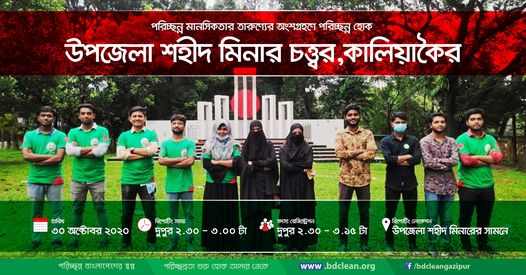 পরিচ্ছন্ন মানসিকতার তারুণ্যের অংশগ্রহণে পরিচ্ছন্ন হোক
উপজেলা শহীদ মিনার চত্ত্বর,কালিয়াকৈর
তারিখ
৩০ অক্টোবর ২০২০
রিপোর্টিং সময়
দুপুর ২.৩০ - ৩.০০ টা
সদস্য রেজিস্ট্রেশন
দুপুর ২.৩০ - ৩.১৫ টা
রিপোর্টিং লোকেশন
উপজেলা শহীদ মিনারের সামনে
পরিচ্ছন্ন বাংলাদেশের স্বপ্ন
পরিচ্ছন্নতা শুরু হোক আমার থেকে
www.bdclean.org
/bdcleangazipur